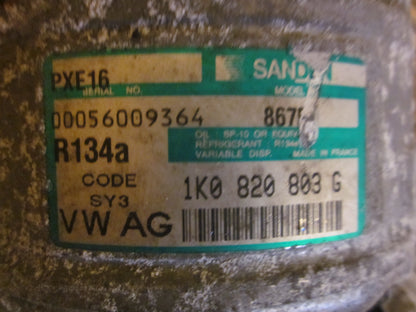 PXE16 SANDEN
SERIAL NO. MODEL
00056009364 867
OIL : SP-10 OR EQUIV
R134a REFRIGERANT : R134a
VARIABLE DISP. MADE IN FRANCE
CODE
SY3 1K0 820 803 G
VW AG